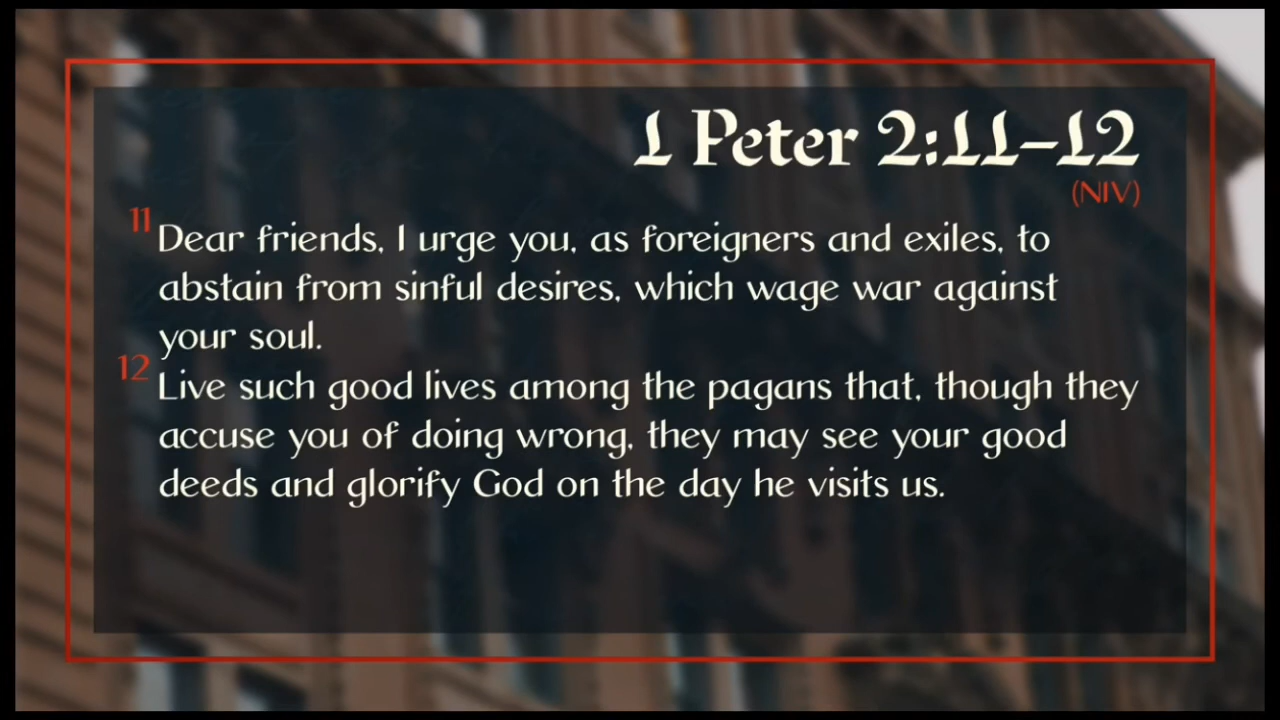 1 Peter 2:11–12
(NIV)
11 Dear friends, I urge you, as foreigners and exiles, to
abstain from sinful desires, which wage war against
your soul.
12 Live such good lives among the pagans that, though they
accuse you of doing wrong, they may see your good
deeds and glorify God on the day he visits us.